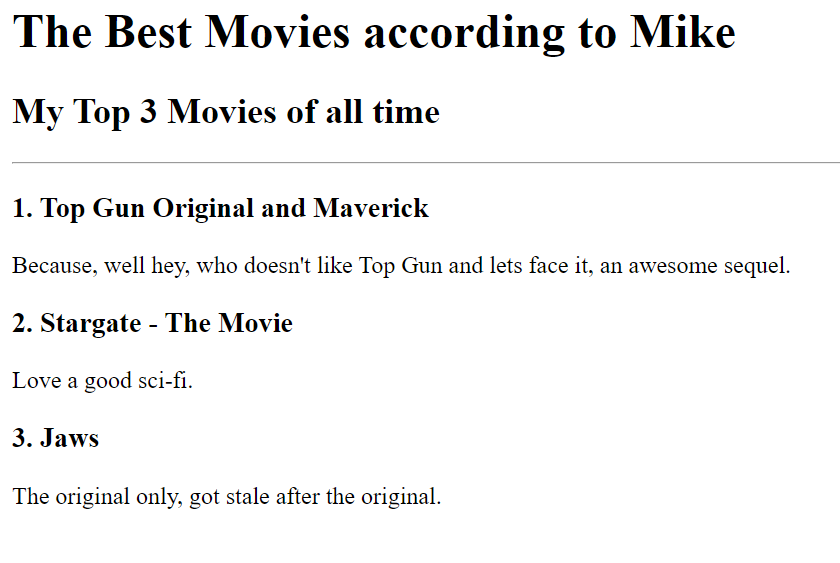 The Best Movies according to Mike
My Top 3 Movies of all time
1. Top Gun Original and Maverick
Because, well hey, who doesn't like Top Gun and lets face it, an awesome sequel.
2. Stargate - The Movie
Love a good sci-fi.
3. Jaws
The original only, got stale after the original.